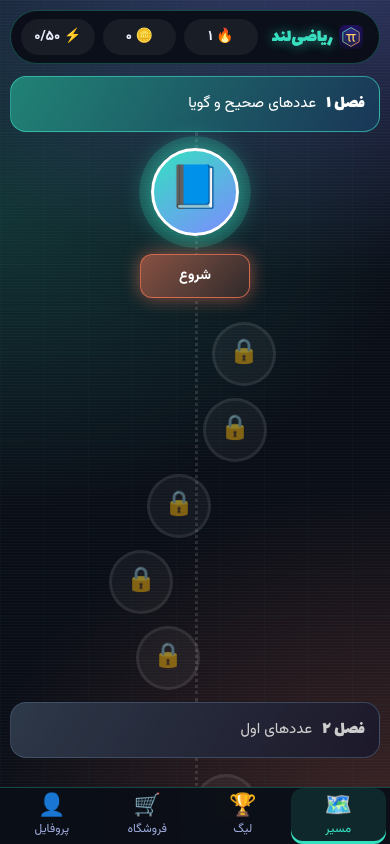 ریاضی‌لند
۱
۰
۰/۵۰
فصل ۱ عددهای صحیح و گویا
شروع
فصل ۲ عددهای اول
مسیر
لیگ
فروشگاه
پروفایل